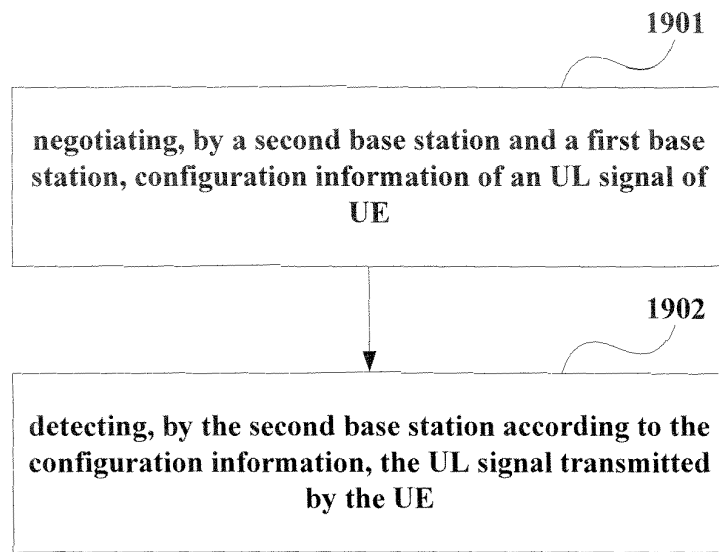 1901
negotiating, by a second base station and a first base
station, configuration information of an UL signal of
UE
1902
detecting, by the second base station according to the
configuration information, the UL signal transmitted
by the UE